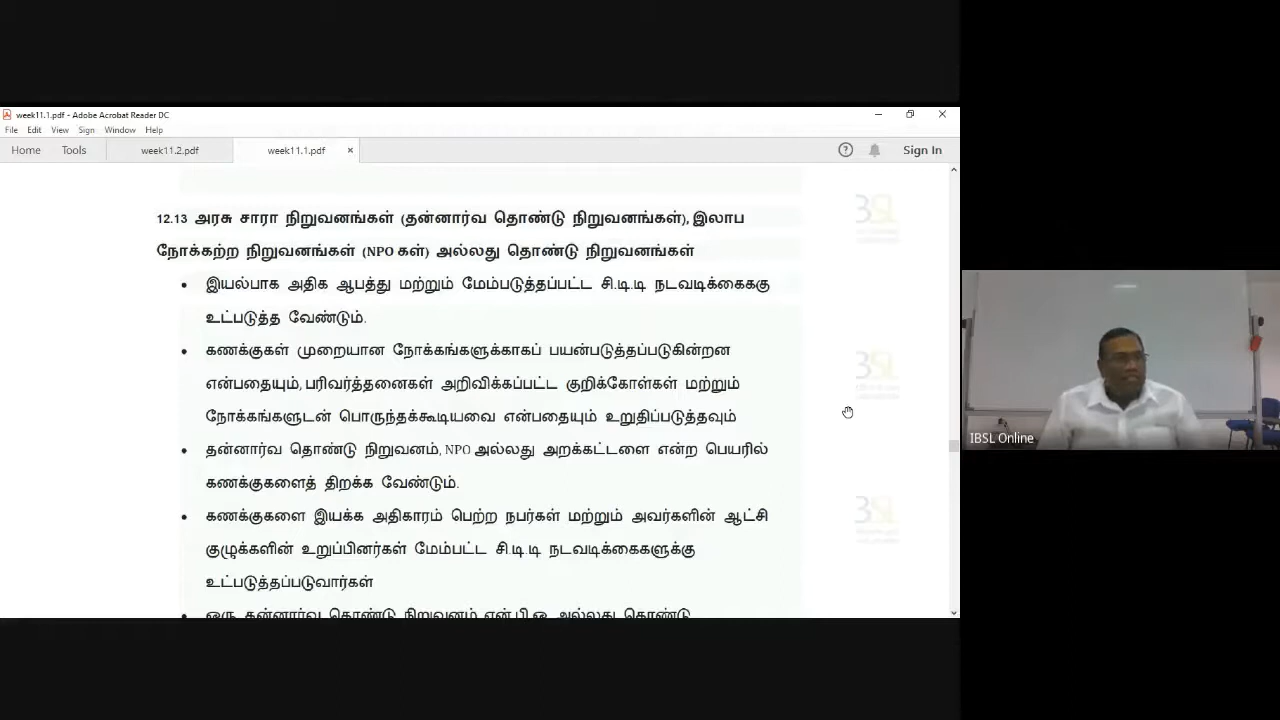 week11.1.pdf - Adobe Acrobat Reader DC
File Edit View Sign Window Help
Home Tools week11.2.pdf week11.1.pdf × Sign In
12.13 அரசு சாரா நிறுவனங்கள் (தன்னார்வ தொண்டு நிறுவனங்கள்), இலாப
நோக்கற்ற நிறுவனங்கள் (NPO கள்) அல்லது தொண்டு நிறுவனங்கள்
• இயல்பாக அதிக ஆபத்து மற்றும் மேம்படுத்தப்பட்ட சி.டி.டி நடவடிக்கைககு
உட்படுத்த வேண்டும்.
• கணக்குகள் முறையான நோக்கங்களுக்காகப் பயன்படுத்தப்படுகின்றன
என்பதையும், பரிவர்த்தனைகள் அறிவிக்கப்பட்ட குறிக்கோள்கள் மற்றும்
நோக்கங்களுடன் பொருந்தக்கூடியவை என்பதையும் உறுதிப்படுத்தவும்
• தன்னார்வ தொண்டு நிறுவனம், NPO அல்லது அறக்கட்டளை என்ற பெயரில்
கணக்குகளைத் திறக்க வேண்டும்.
• கணக்குகளை இயக்க அதிகாரம் பெற்ற நபர்கள் மற்றும் அவர்களின் ஆட்சி
குழுக்களின் உறுப்பினர்கள் மேம்பட்ட சி.டி.டி நடவடிக்கைகளுக்கு
உட்படுத்தப்படுவார்கள்
• ஒரு தன்னார்வ தொண்டு நிறுவனம் என்.பி.ஓ அல்லது தொண்டு
IBSL Online